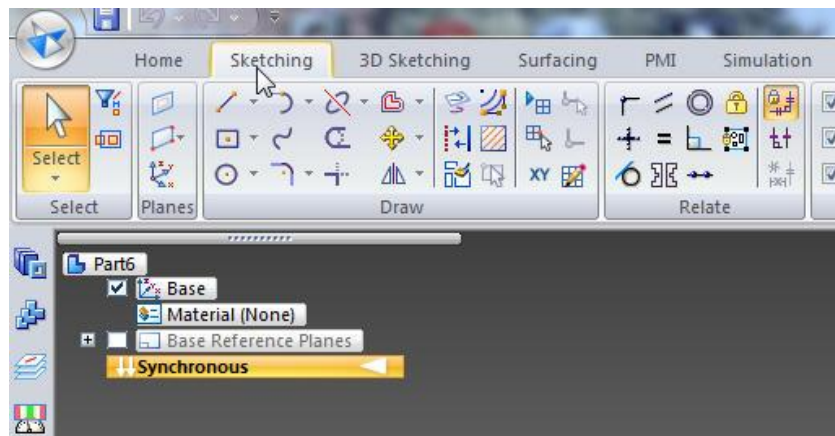 Home Sketching 3D Sketching Surfacing PMI Simulation
Select
XY
Select Planes Draw Relate
Part6
Base
Material (None)
Base Reference Planes
Synchronous